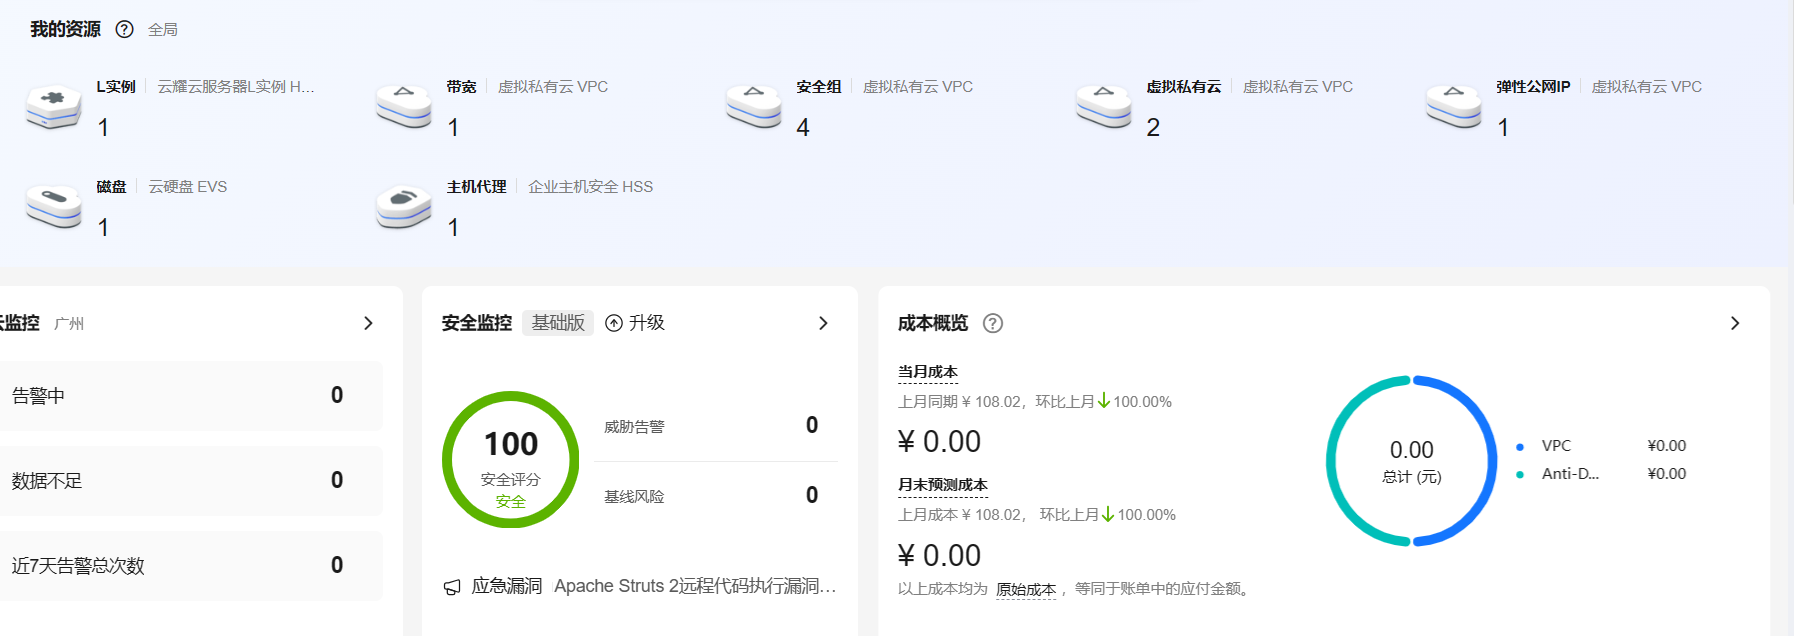 我的资源 全局
L实例 云耀云服务器L实例 H...
1
带宽 虚拟私有云 VPC
1
安全组 虚拟私有云 VPC
4
虚拟私有云 虚拟私有云 VPC
2
弹性公网IP 虚拟私有云 VPC
1
磁盘 云硬盘 EVS
1
主机代理 企业主机安全 HSS
1
监控 广州
告警中 0
数据不足 0
近7天告警总次数 0
安全监控 基础版 升级
100
安全评分
安全
威胁告警 0
基线风险 0
应急漏洞 Apache Struts 2远程代码执行漏洞...
成本概览
当月成本
上月同期 ¥ 108.02，环比上月↓100.00%
¥ 0.00
月末预测成本
上月成本 ¥ 108.02， 环比上月↓100.00%
¥ 0.00
以上成本均为 原始成本 ，等同于账单中的应付金额。
0.00
总计 (元)
VPC ¥0.00
Anti-D... ¥0.00